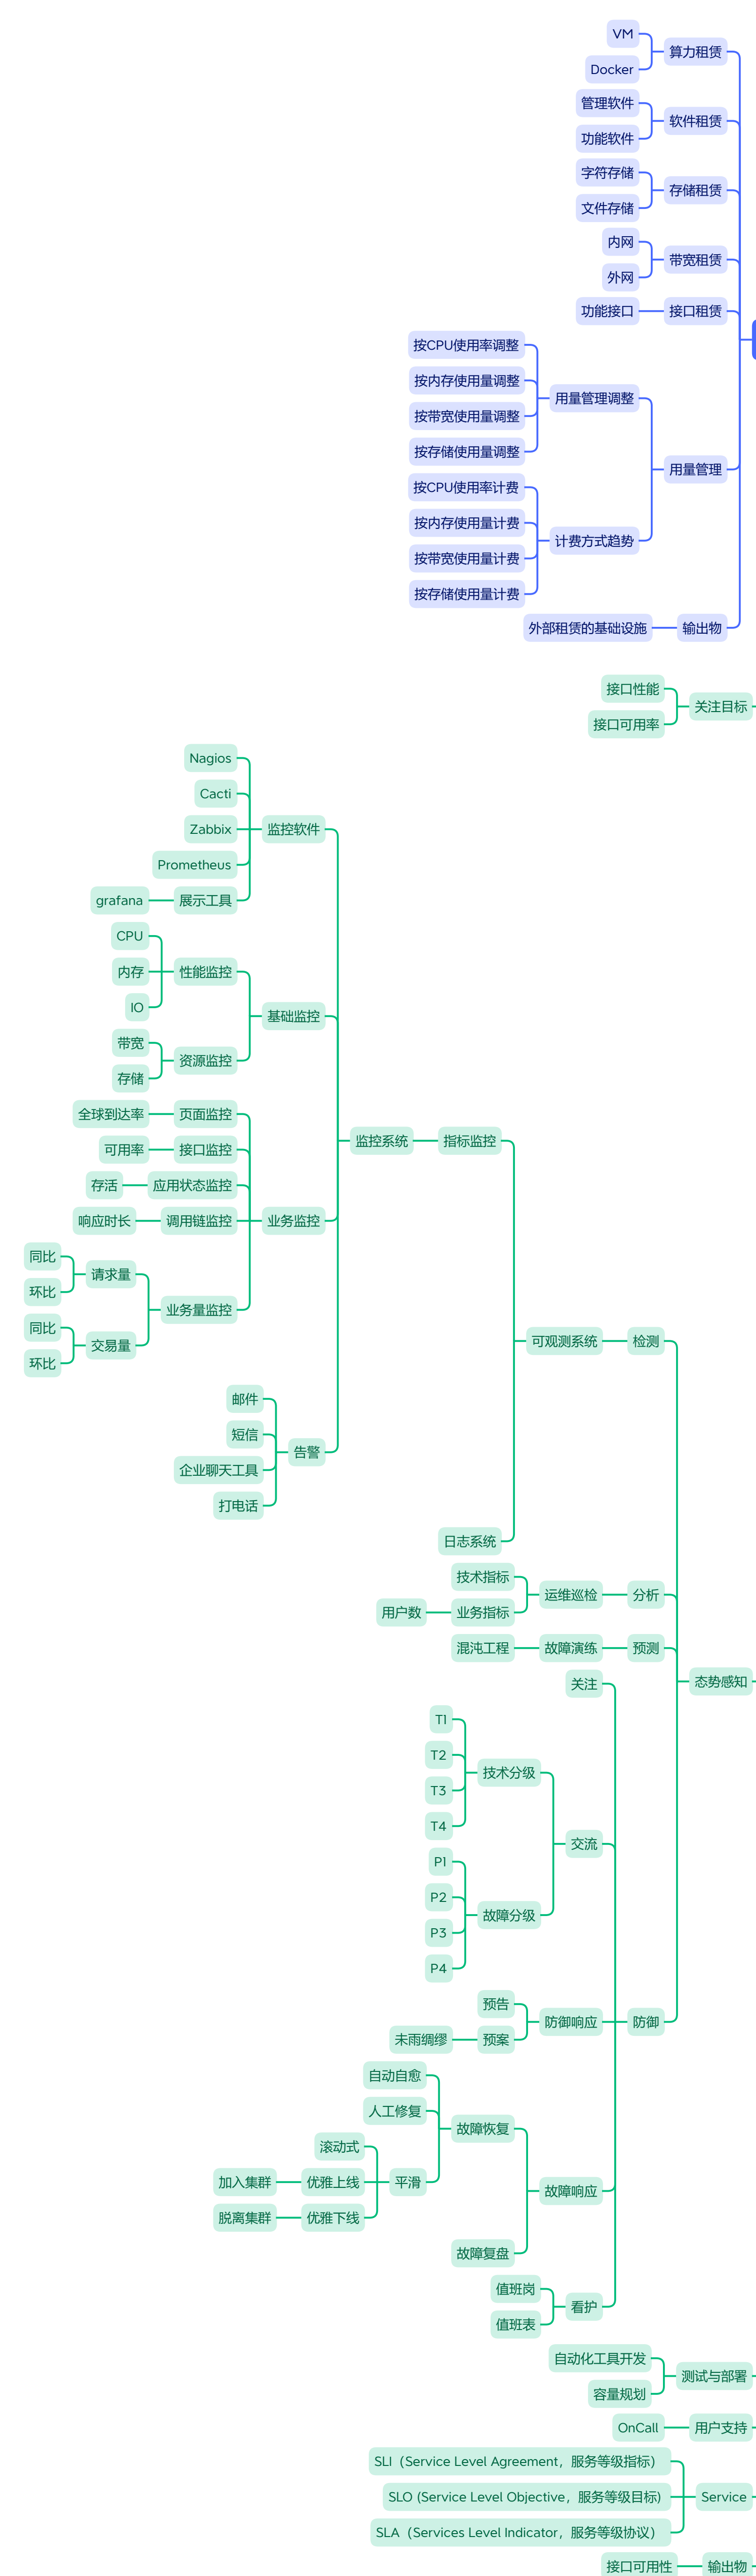 VM
算力租赁
Docker
管理软件
软件租赁
功能软件
字符存储
存储租赁
文件存储
内网
带宽租赁
外网
功能接口
接口租赁
按CPU使用率调整
按内存使用量调整
用量管理调整
按带宽使用量调整
按存储使用量调整
用量管理
按CPU使用率计费
按内存使用量计费
计费方式趋势
按带宽使用量计费
按存储使用量计费
外部租赁的基础设施
输出物
接口性能
关注目标
接口可用率
Nagios
Cacti
Zabbix
监控软件
Prometheus
grafana
展示工具
CPU
内存
性能监控
IO
基础监控
带宽
资源监控
存储
全球到达率
页面监控
监控系统
指标监控
可用率
接口监控
存活
应用状态监控
响应时长
调用链监控
业务监控
同比
请求量
环比
业务量监控
同比
交易量
环比
可观测系统
检测
邮件
短信
告警
企业聊天工具
打电话
日志系统
技术指标
运维巡检
分析
用户数
业务指标
混沌工程
故障演练
预测
态势感知
关注
T1
T2
技术分级
T3
T4
交流
P1
P2
故障分级
P3
P4
预告
防御响应
防御
未雨绸缪
预案
自动自愈
人工修复
故障恢复
滚动式
加入集群
优雅上线
平滑
故障响应
脱离集群
优雅下线
故障复盘
值班岗
看护
值班表
自动化工具开发
测试与部署
容量规划
OnCall
用户支持
SLI（Service Level Agreement，服务等级指标）
SLO (Service Level Objective，服务等级目标)
Service
SLA（Services Level Indicator，服务等级协议）
接口可用性
输出物